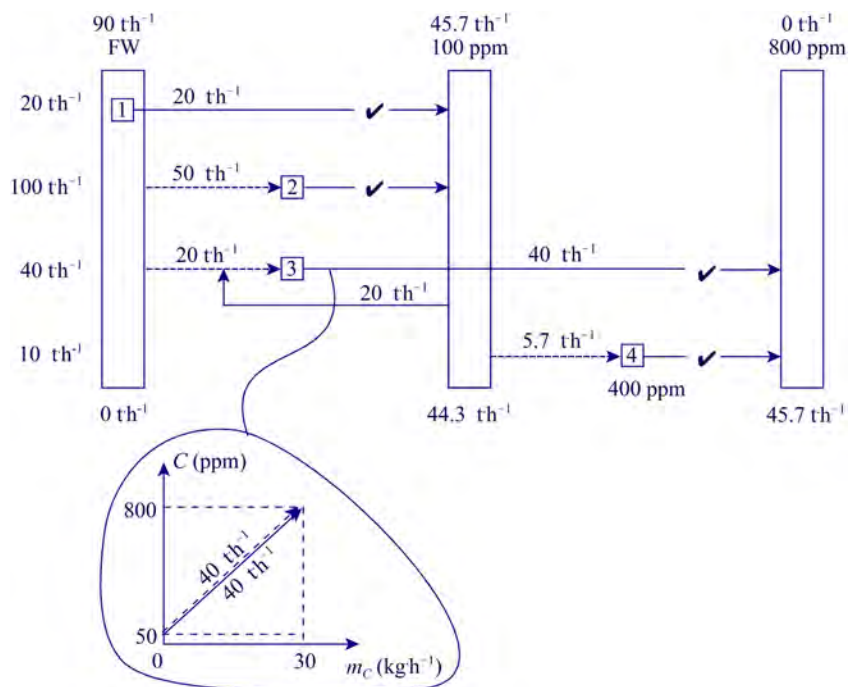 90 th⁻¹
FW
45.7 th⁻¹
100 ppm
0 th⁻¹
800 ppm
20 th⁻¹
1
20 th⁻¹
100 th⁻¹
50 th⁻¹
2
40 th⁻¹
20 th⁻¹
3
40 th⁻¹
20 th⁻¹
10 th⁻¹
5.7 th⁻¹
4
400 ppm
0 th⁻¹
44.3 th⁻¹
45.7 th⁻¹
C (ppm)
800
40 th⁻¹
40 th⁻¹
50
0
30
m_C (kg·h⁻¹)